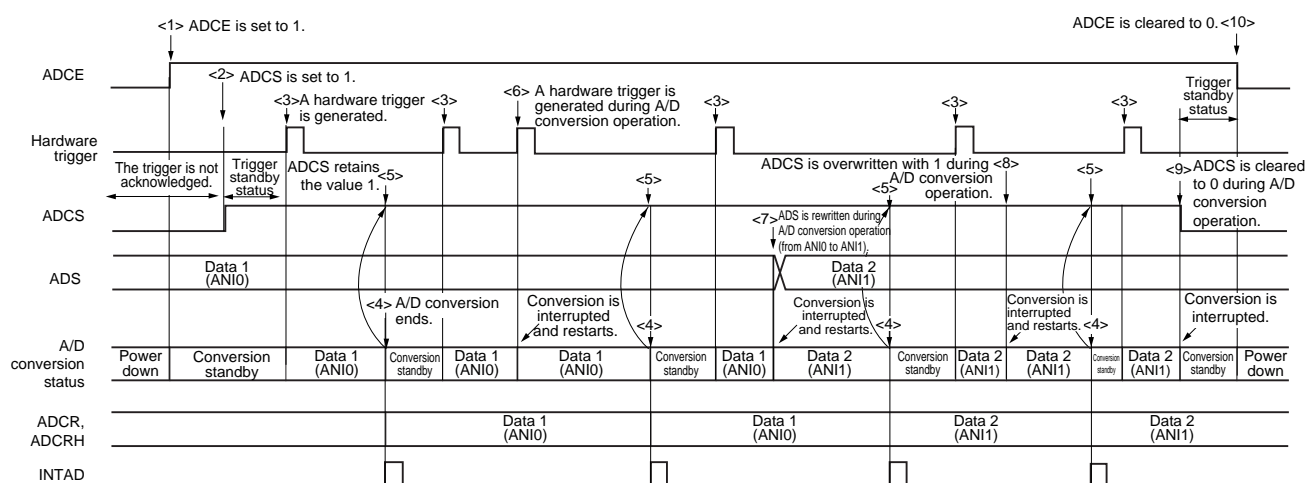 <1> ADCE is set to 1.
ADCE is cleared to 0. <10>
ADCE
<2> ADCS is set to 1.
Trigger
standby
status
<3> A hardware trigger
is generated.
<3>
<6> A hardware trigger is
generated during A/D
conversion operation.
<3>
<3>
<3>
Hardware
trigger
The trigger is not
acknowledged.
Trigger
standby
status
ADCS retains
the value 1.
<5>
<5>
ADCS is overwritten with 1 during
A/D conversion
operation.
<8>
<5>
<5>
<9> ADCS is cleared
to 0 during A/D
conversion
operation.
ADCS
<7> ADS is rewritten during
A/D conversion operation
(from ANI0 to ANI1).
ADS
Data 1
(ANI0)
Data 2
(ANI1)
<4> A/D conversion
ends.
Conversion is
interrupted
and restarts.
<4>
Conversion is
interrupted
and restarts.
<4>
Conversion is
interrupted
and restarts.
<4>
Conversion is
interrupted.
A/D
conversion
status
Power
down
Conversion
standby
Data 1
(ANI0)
Conversion
standby
Data 1
(ANI0)
Data 1
(ANI0)
Conversion
standby
Data 1
(ANI0)
Data 2
(ANI1)
Conversion
standby
Data 2
(ANI1)
Data 2
(ANI1)
Conversion
standby
Data 2
(ANI1)
Conversion
standby
Power
down
ADCR,
ADCRH
Data 1
(ANI0)
Data 1
(ANI0)
Data 2
(ANI1)
Data 2
(ANI1)
INTAD